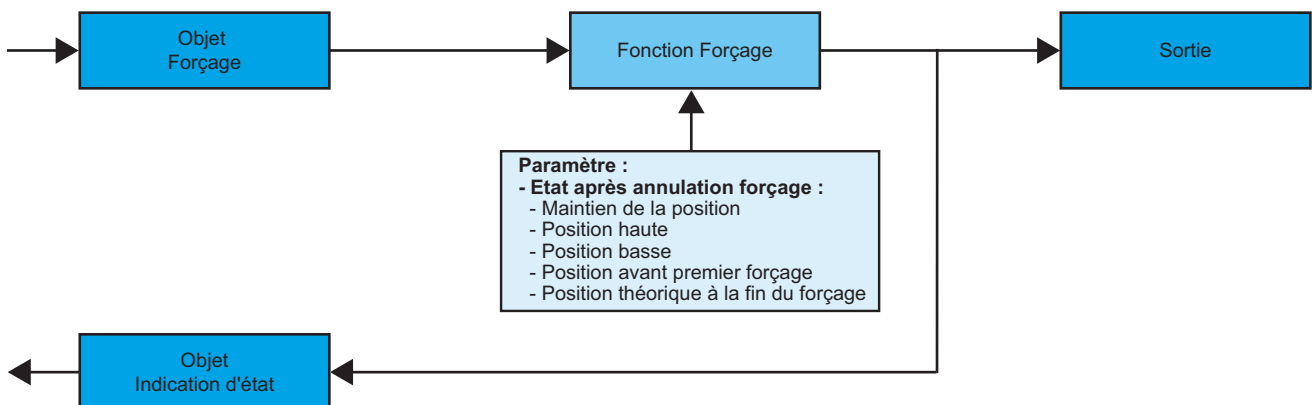 Objet
Forçage
Fonction Forçage
Sortie
Paramètre :
- Etat après annulation forçage :
- Maintien de la position
- Position haute
- Position basse
- Position avant premier forçage
- Position théorique à la fin du forçage
Objet
Indication d'état